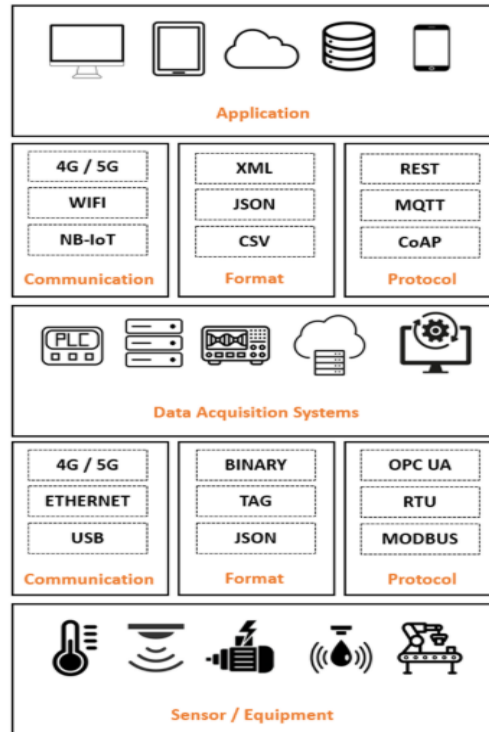 Application
4G / 5G
WIFI
NB-IoT
Communication
XML
JSON
CSV
Format
REST
MQTT
CoAP
Protocol
PLC
Data Acquisition Systems
4G / 5G
ETHERNET
USB
Communication
BINARY
TAG
JSON
Format
OPC UA
RTU
MODBUS
Protocol
Sensor / Equipment